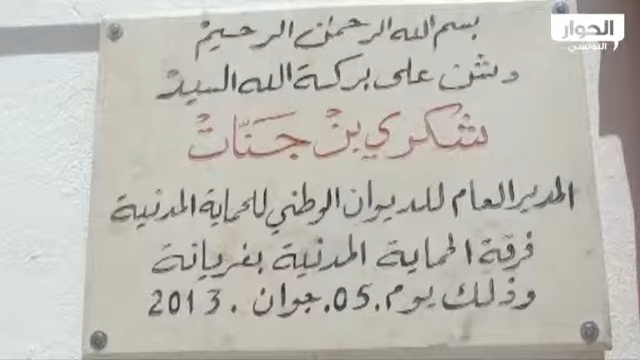 الحوار
التونسي
بسم الله الرحمان الرحيم
دشن على بركة الله السيد
شكري بن جنات
المدير العام للديوان الوطني للحماية المدنية
فرقة الحماية المدنية بفريانة
وذلك يوم .05. جوان . 2013